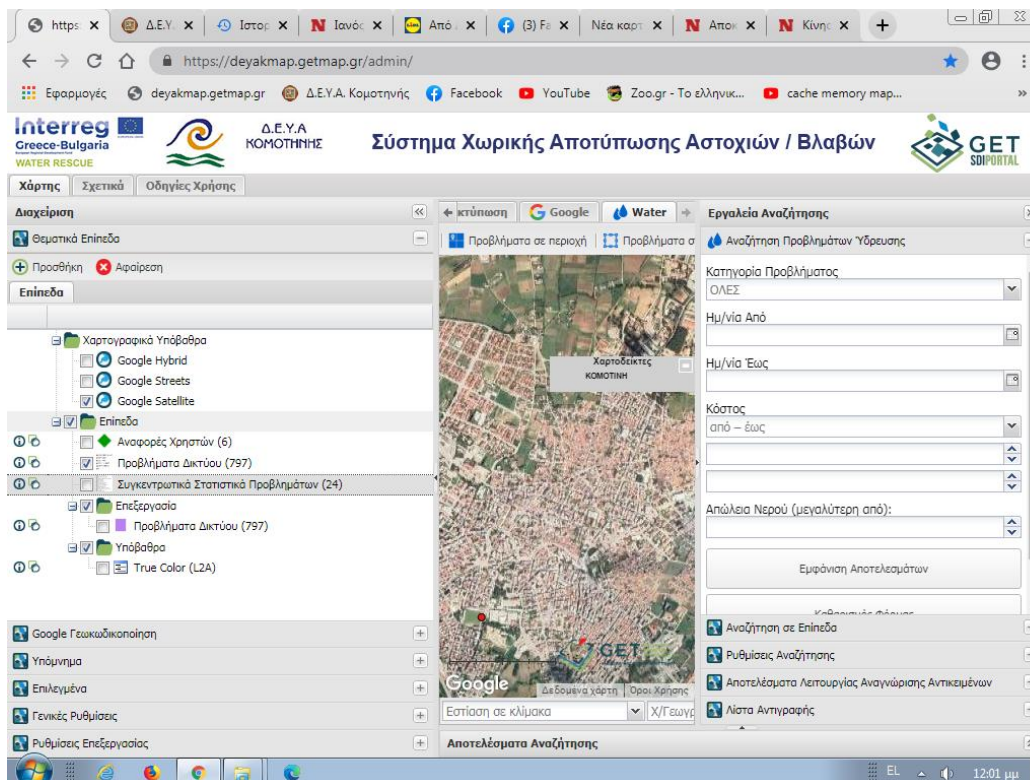 https:
Δ.Ε.Υ.
Ιστορ
Ιανός
Από
(3) Fa
Νέα καρτ
Αποκ
Κίνησ
https://deyakmap.getmap.gr/admin/
Εφαρμογές
deyakmap.getmap.gr
Δ.Ε.Υ.Α. Κομοτηνής
Facebook
YouTube
Zoo.gr - Το ελληνικ...
cache memory map...
Interreg
Greece-Bulgaria
WATER RESCUE
Δ.Ε.Υ.Α
ΚΟΜΟΤΗΝΗΣ
Σύστημα Χωρικής Αποτύπωσης Αστοχιών / Βλαβών
GET
SDIPORTAL
Χάρτης
Σχετικά
Οδηγίες Χρήσης
Διαχείριση
Θεματικά Επίπεδα
Προσθήκη
Αφαίρεση
Επίπεδα
Χαρτογραφικά Υπόβαθρα
Google Hybrid
Google Streets
Google Satellite
Επίπεδα
Αναφορές Χρηστών (6)
Προβλήματα Δικτύου (797)
Συγκεντρωτικά Στατιστικά Προβλημάτων (24)
Επεξεργασία
Προβλήματα Δικτύου (797)
Υπόβαθρα
True Color (L2A)
Google Γεωκωδικοποίηση
Υπόμνημα
Επιλεγμένα
Γενικές Ρυθμίσεις
Ρυθμίσεις Επεξεργασίας
κτύπωση
Google
Water
Προβλήματα σε περιοχή
Προβλήματα σ
Χαρτοδείκτες
ΚΟΜΟΤΙΝΗ
GET
Google
Δεδομένα χάρτη
Όροι Χρήσης
Εστίαση σε κλίμακα
Χ/Γεωγρ
Αποτελέσματα Αναζήτησης
Εργαλεία Αναζήτησης
Αναζήτηση Προβλημάτων Ύδρευσης
Κατηγορία Προβλήματος
ΟΛΕΣ
Ημ/νία Από
Ημ/νία Έως
Κόστος
από – έως
Απώλεια Νερού (μεγαλύτερη από):
Εμφάνιση Αποτελεσμάτων
Καθαρισμός Φόρμας
Αναζήτηση σε Επίπεδα
Ρυθμίσεις Αναζήτησης
Αποτελέσματα Λειτουργίας Αναγνώρισης Αντικειμένων
Λίστα Αντιγραφής
EL
12:01 μμ